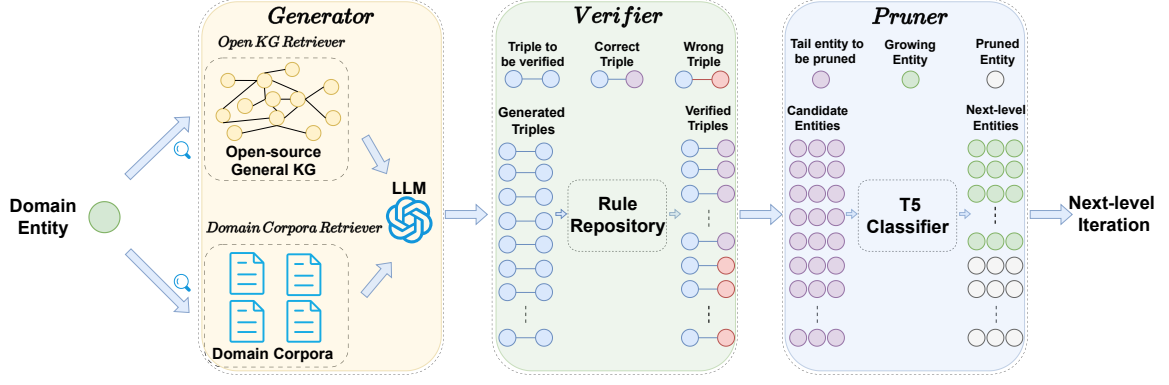 Domain
Entity
Generator
Open KG Retriever
Open-source
General KG
LLM
Domain Corpora Retriever
Domain Corpora
Verifier
Triple to
be verified
Correct
Triple
Wrong
Triple
Generated
Triples
Verified
Triples
Rule
Repository
Pruner
Tail entity to
be pruned
Growing
Entity
Pruned
Entity
Candidate
Entities
Next-level
Entities
T5
Classifier
Next-level
Iteration